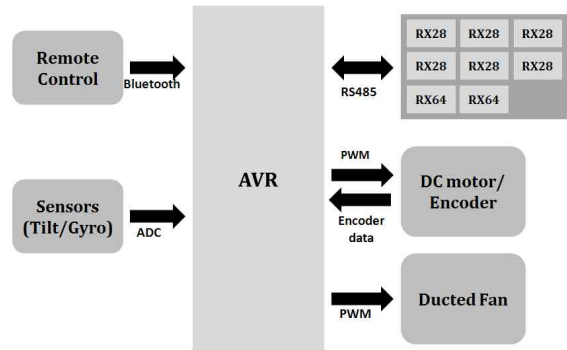 Remote
Control
Bluetooth
Sensors
(Tilt/Gyro)
ADC
AVR
RS485
RX28 RX28 RX28
RX28 RX28 RX28
RX64 RX64
PWM
Encoder
data
DC motor/
Encoder
PWM
Ducted Fan